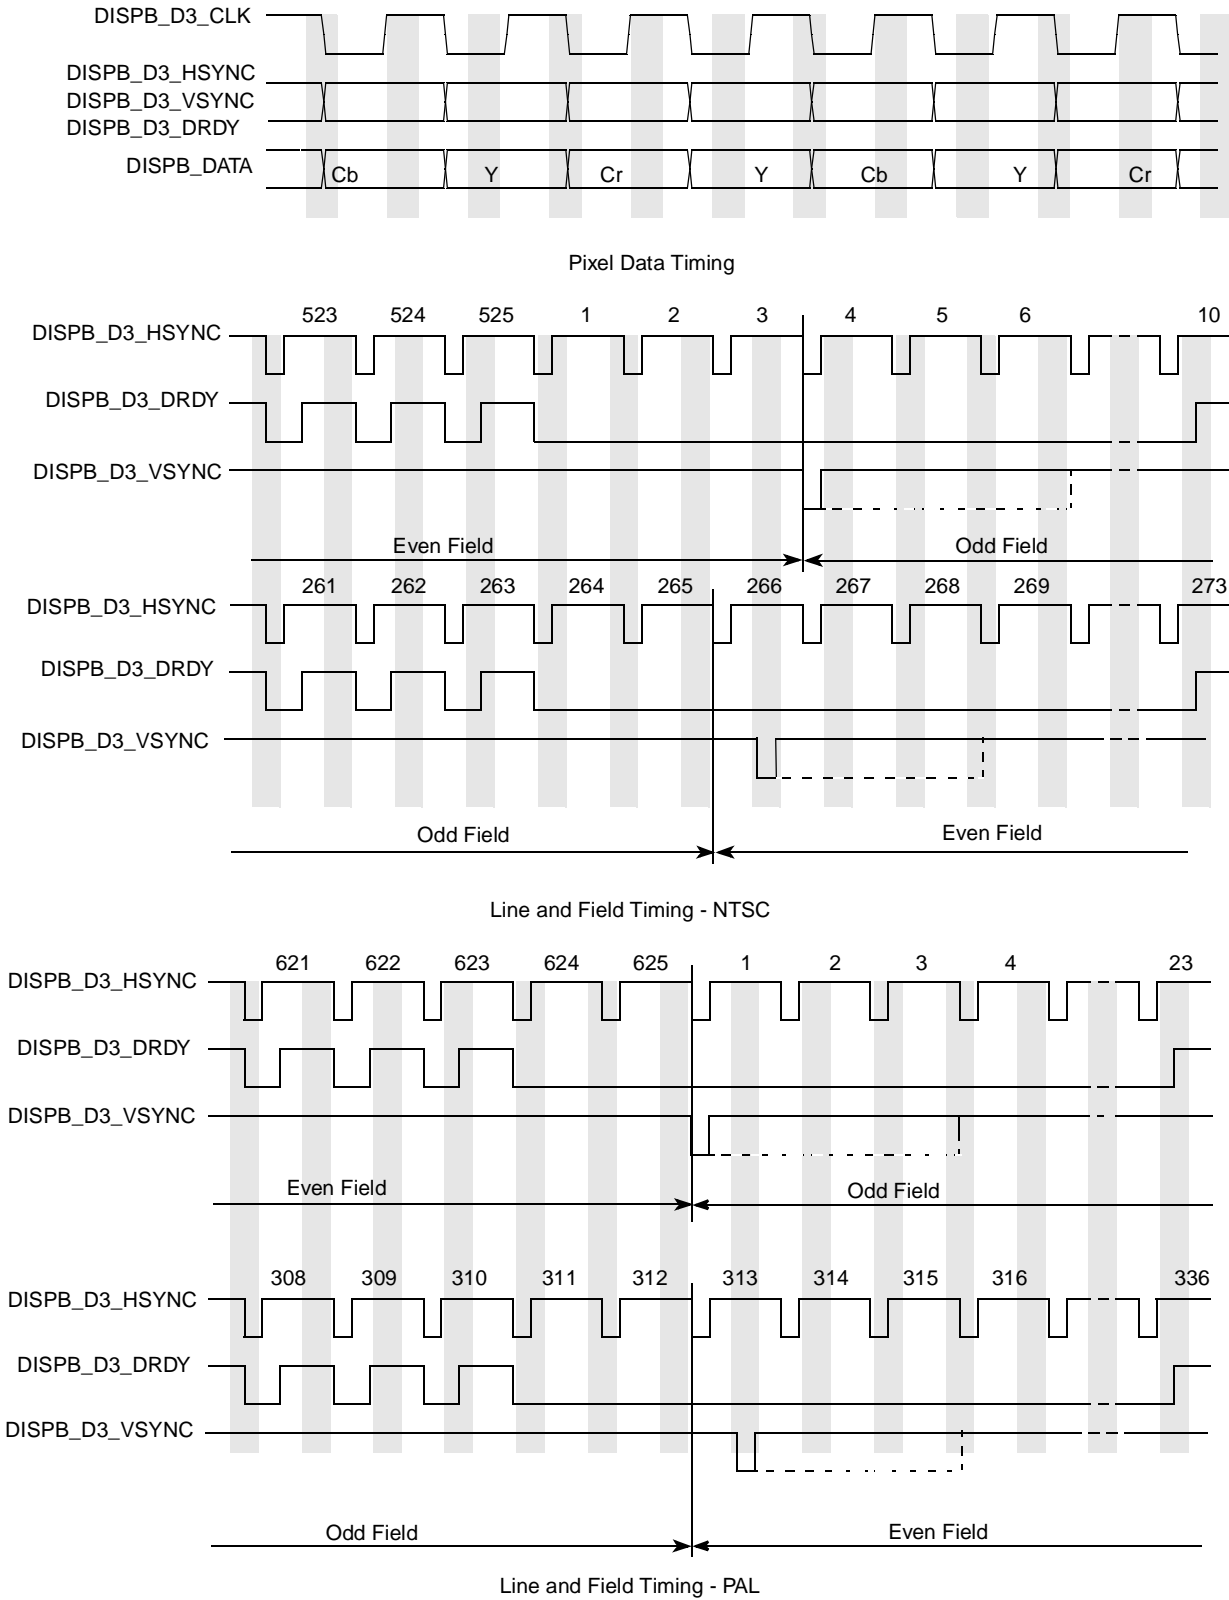 DISPB_D3_CLK
DISPB_D3_HSYNC
DISPB_D3_VSYNC
DISPB_D3_DRDY
DISPB_DATA Cb Y Cr Y Cb Y Cr
Pixel Data Timing
523 524 525 1 2 3 4 5 6 10
DISPB_D3_HSYNC
DISPB_D3_DRDY
DISPB_D3_VSYNC
Even Field Odd Field
261 262 263 264 265 266 267 268 269 273
DISPB_D3_HSYNC
DISPB_D3_DRDY
DISPB_D3_VSYNC
Odd Field Even Field
Line and Field Timing - NTSC
621 622 623 624 625 1 2 3 4 23
DISPB_D3_HSYNC
DISPB_D3_DRDY
DISPB_D3_VSYNC
Even Field Odd Field
308 309 310 311 312 313 314 315 316 336
DISPB_D3_HSYNC
DISPB_D3_DRDY
DISPB_D3_VSYNC
Odd Field Even Field
Line and Field Timing - PAL